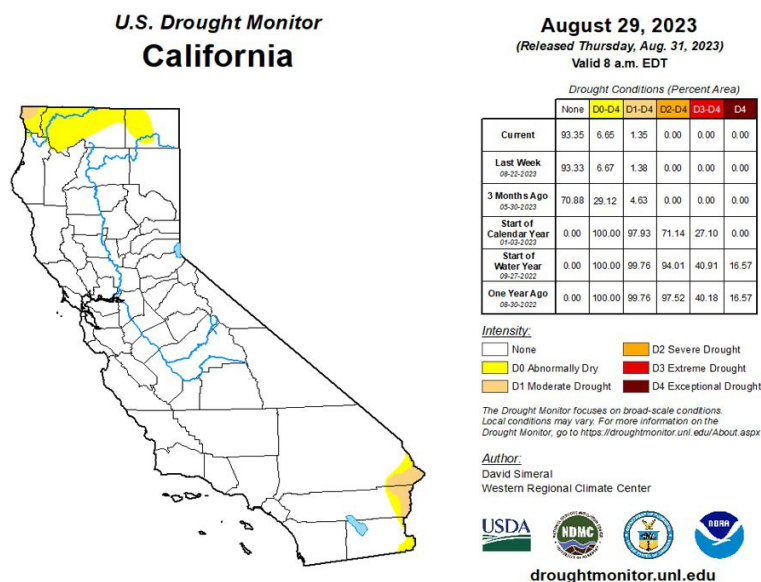 U.S. Drought Monitor
California
August 29, 2023
(Released Thursday, Aug. 31, 2023)
Valid 8 a.m. EDT
Drought Conditions (Percent Area)
None D0-D4 D1-D4 D2-D4 D3-D4 D4
Current 93.35 6.65 1.35 0.00 0.00 0.00
Last Week
08-22-2023 93.33 6.67 1.38 0.00 0.00 0.00
3 Months Ago
05-30-2023 70.88 29.12 4.63 0.00 0.00 0.00
Start of
Calendar Year
01-03-2023 0.00 100.00 97.93 71.14 27.10 0.00
Start of
Water Year
09-27-2022 0.00 100.00 99.76 94.01 40.91 16.57
One Year Ago
08-30-2022 0.00 100.00 99.76 97.52 40.18 16.57
Intensity:
None
D0 Abnormally Dry
D1 Moderate Drought
D2 Severe Drought
D3 Extreme Drought
D4 Exceptional Drought
The Drought Monitor focuses on broad-scale conditions.
Local conditions may vary. For more information on the
Drought Monitor, go to https://droughtmonitor.unl.edu/About.aspx
Author:
David Simeral
Western Regional Climate Center
USDA
NDMC
NOAA
droughtmonitor.unl.edu